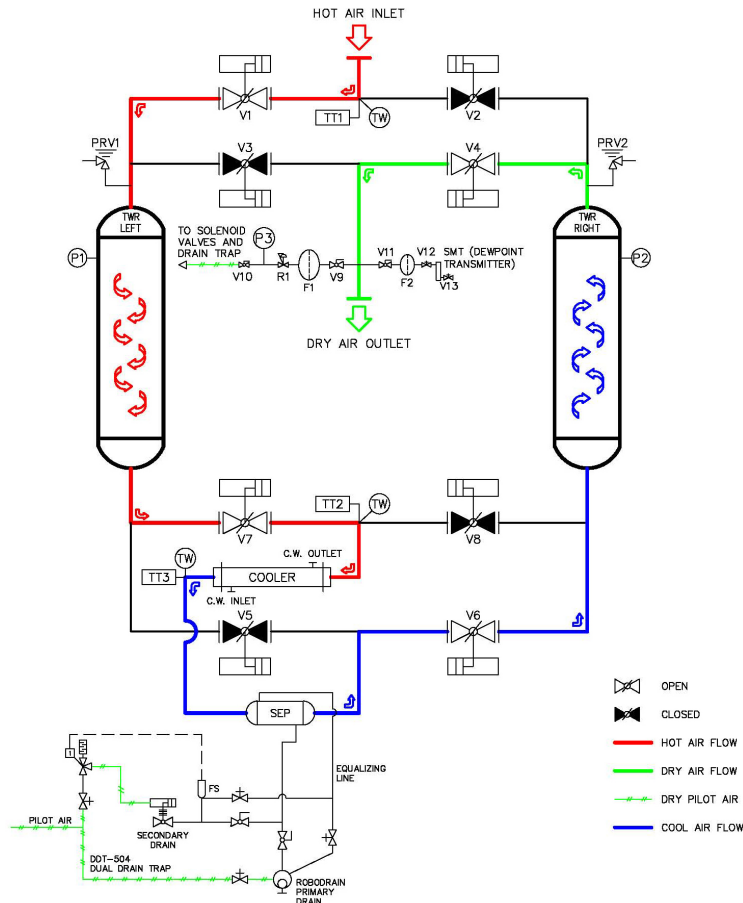 HOT AIR INLET
V1
TT1
TW
V2
PRV1
V3
V4
PRV2
TWR
LEFT
TWR
RIGHT
TO SOLENOID
VALVES AND
DRAIN TRAP
P3
V11
V12
SMT (DEWPOINT
TRANSMITTER)
P1
P2
V10
R1
F1
V9
F2
V13
DRY AIR OUTLET
TT2
TW
V7
V8
TW
C.W. OUTLET
TT3
COOLER
C.W. INLET
V5
V6
OPEN
SEP
CLOSED
HOT AIR FLOW
EQUALIZING
LINE
DRY AIR FLOW
FS
DRY PILOT AIR
PILOT AIR
SECONDARY
DRAIN
COOL AIR FLOW
DDT-504
DUAL DRAIN TRAP
ROBODRAIN
PRIMARY
DRAIN